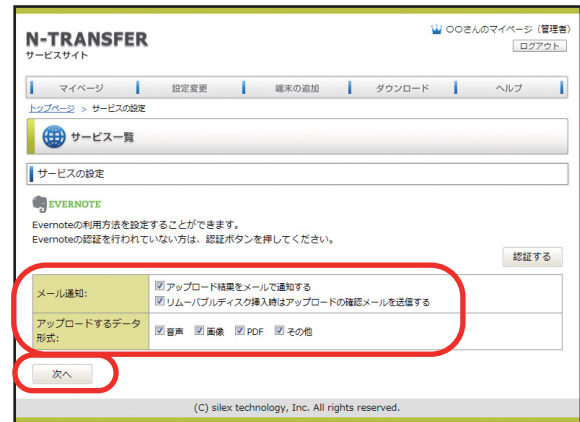 N-TRANSFER
サービスサイト
〇〇さんのマイページ（管理者）
ログアウト
マイページ 設定変更 端末の追加 ダウンロード ヘルプ
トップページ > サービスの設定
サービス一覧
サービスの設定
EVERNOTE
Evernoteの利用方法を設定することができます。
Evernoteの認証を行われていない方は、認証ボタンを押してください。
認証する
メール通知:
アップロード結果をメールで通知する
リムーバブルディスク挿入時はアップロードの確認メールを送信する
アップロードするデータ
形式:
音声 画像 PDF その他
次へ
(C) silex technology, Inc. All rights reserved.